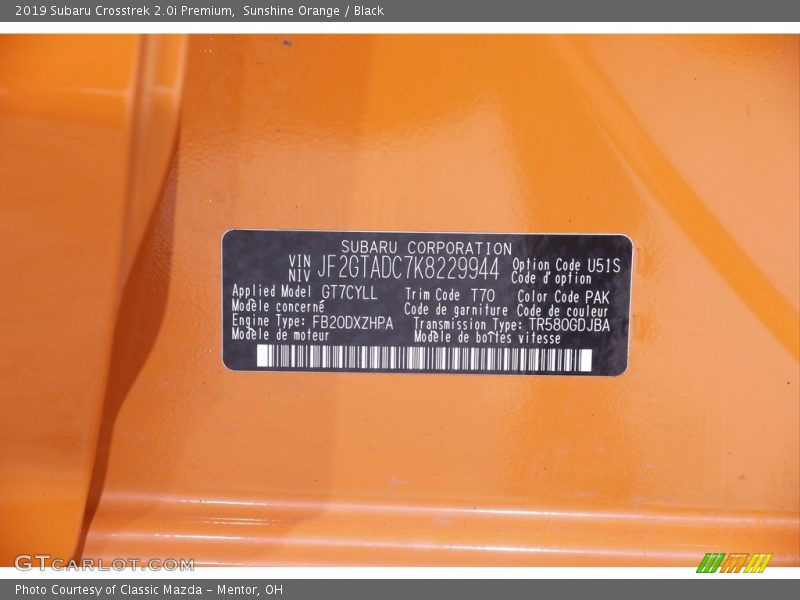 2019 Subaru Crosstrek 2.0i Premium,  Sunshine Orange / Black
SUBARU CORPORATION
VIN NIV JF2GTADC7K8229944 Option Code U51S
Code d'option
Applied Model GT7CYLL Trim Code T70 Color Code PAK
Modèle concerné Code de garniture Code de couleur
Engine Type: FB20DXZHPA Transmission Type: TR580GDJBA
Modèle de moteur Modèle de boîtes vitesse
GTCARLOT.COM
Photo Courtesy of Classic Mazda - Mentor, OH